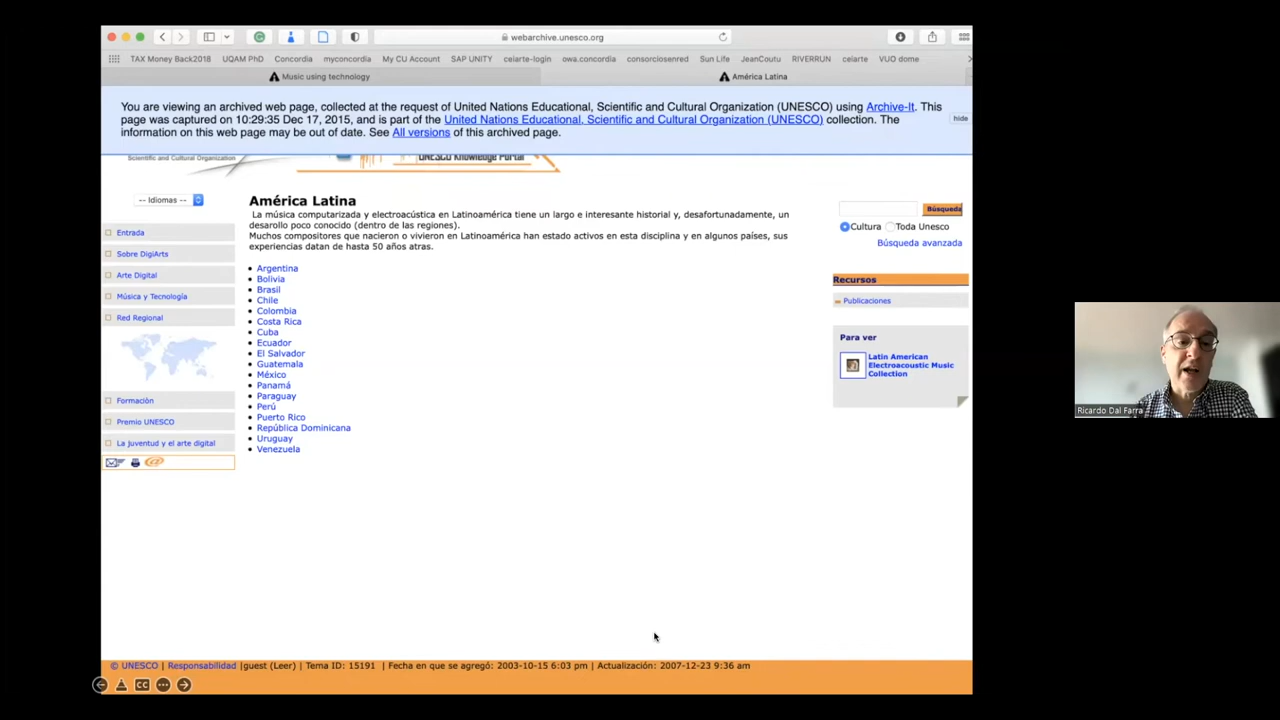 webarchive.unesco.org
TAX Money Back2018 UQAM PhD Concordia myconcordia My CU Account SAP UNITY ceiarte-login owa.concordia consorciosenred Sun Life JeanCoutu RIVERRUN ceiarte VUO dome
Music using technology América Latina
You are viewing an archived web page, collected at the request of United Nations Educational, Scientific and Cultural Organization (UNESCO) using Archive-It. This
page was captured on 10:29:35 Dec 17, 2015, and is part of the United Nations Educational, Scientific and Cultural Organization (UNESCO) collection. The
information on this web page may be out of date. See All versions of this archived page.
hide
Scientific and Cultural Organization
UNESCO Knowledge Portal
-- Idiomas --
Entrada
Sobre DigiArts
Arte Digital
Música y Tecnología
Red Regional
Formación
Premio UNESCO
La juventud y el arte digital
América Latina
La música computarizada y electroacústica en Latinoamérica tiene un largo e interesante historial y, desafortunadamente, un
desarollo poco conocido (dentro de las regiones).
Muchos compositores que nacieron o vivieron en Latinoamérica han estado activos en esta disciplina y en algunos países, sus
experiencias datan de hasta 50 años atras.
Argentina
Bolivia
Brasil
Chile
Colombia
Costa Rica
Cuba
Ecuador
El Salvador
Guatemala
México
Panamá
Paraguay
Perú
Puerto Rico
República Dominicana
Uruguay
Venezuela
Búsqueda
Cultura Toda Unesco
Búsqueda avanzada
Recursos
Publicaciones
Para ver
Latin American
Electroacoustic Music
Collection
Ricardo Dal Farra
© UNESCO | Responsabilidad |guest (Leer) | Tema ID: 15191 | Fecha en que se agregó: 2003-10-15 6:03 pm | Actualización: 2007-12-23 9:36 am
CC